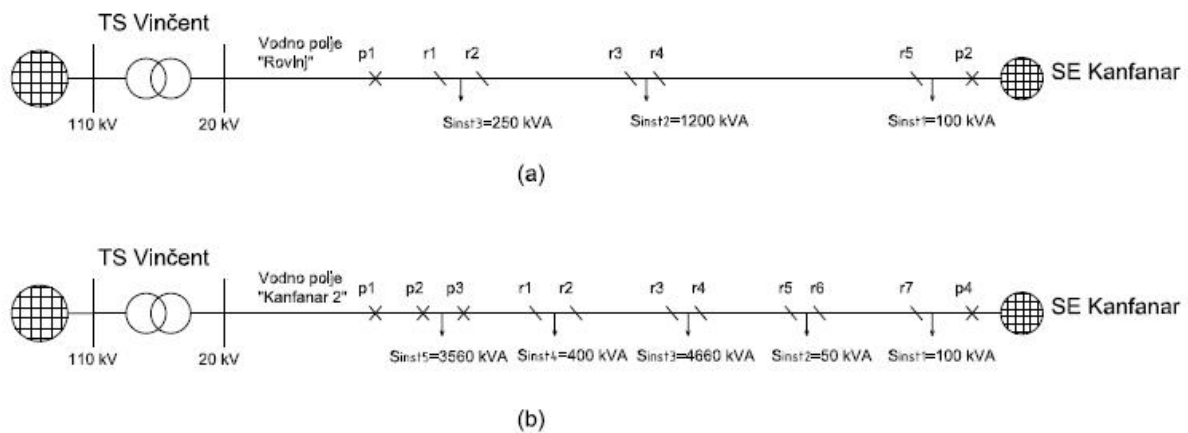 TS Vinčent
Vodno polje
"Rovinj"
p1 r1 r2 r3 r4 r5 p2
SE Kanfanar
110 kV 20 kV
Sinst3=250 kVA Sinst2=1200 kVA Sinst1=100 kVA
(a)
TS Vinčent
Vodno polje
"Kanfanar 2"
p1 p2 p3 r1 r2 r3 r4 r5 r6 r7 p4
SE Kanfanar
110 kV 20 kV
Sinst5=3560 kVA Sinst4=400 kVA Sinst3=4660 kVA Sinst2=50 kVA Sinst1=100 kVA
(b)